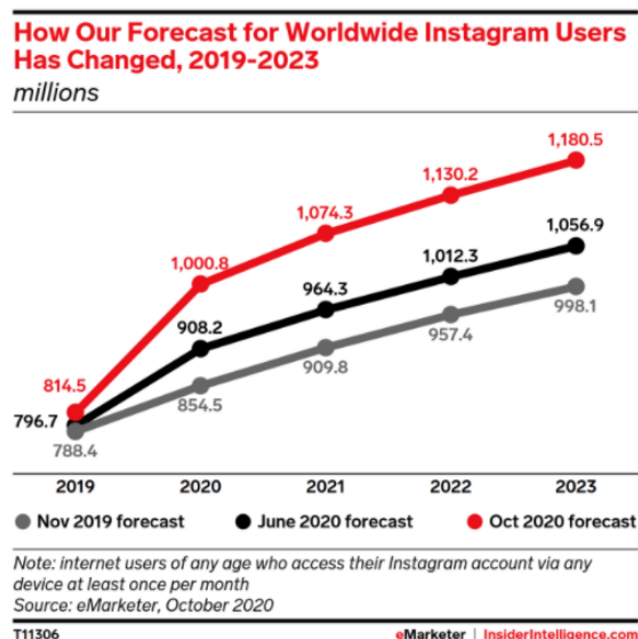 How Our Forecast for Worldwide Instagram Users
Has Changed, 2019-2023
millions
1,180.5
1,130.2
1,074.3
1,056.9
1,000.8
1,012.3
964.3
998.1
908.2
957.4
909.8
814.5
854.5
796.7
788.4
2019 2020 2021 2022 2023
Nov 2019 forecast June 2020 forecast Oct 2020 forecast
Note: internet users of any age who access their Instagram account via any
device at least once per month
Source: eMarketer, October 2020
T11306 eMarketer | InsiderIntelligence.com